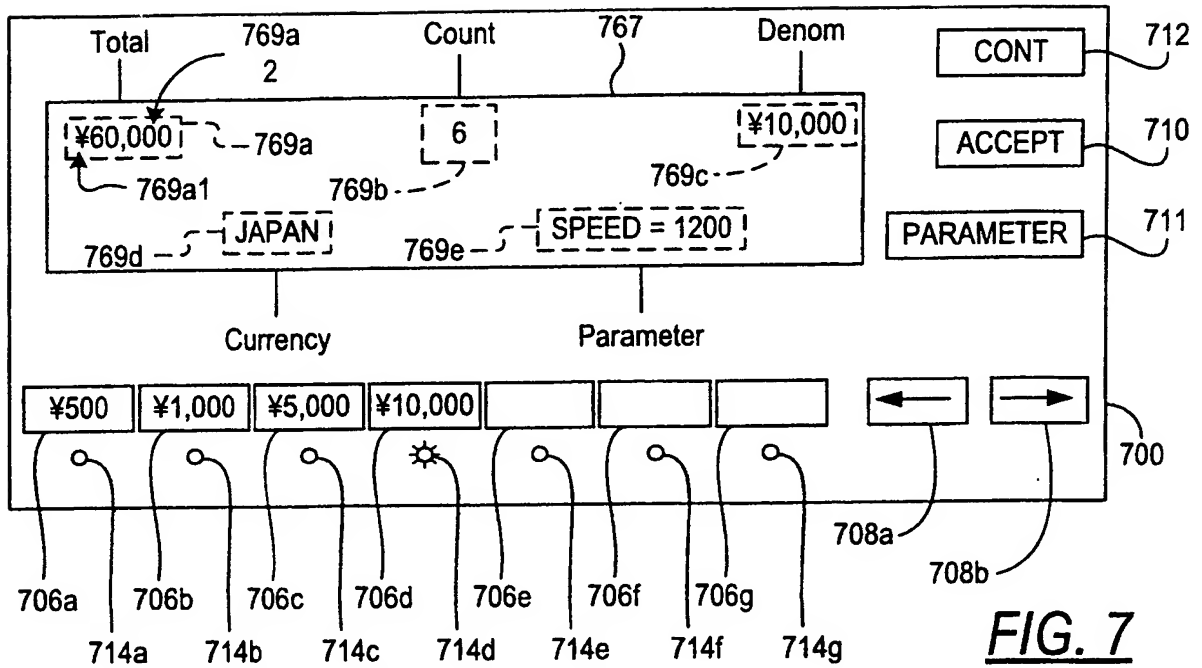 Total 769a 2 Count 767 Denom CONT 712
¥60,000 769a 6 ¥10,000 ACCEPT 710
769a1 769b 769c
769d JAPAN 769e SPEED = 1200 PARAMETER 711
Currency Parameter
¥500 ¥1,000 ¥5,000 ¥10,000 700
708a 708b
706a 706b 706c 706d 706e 706f 706g
714a 714b 714c 714d 714e 714f 714g
FIG. 7